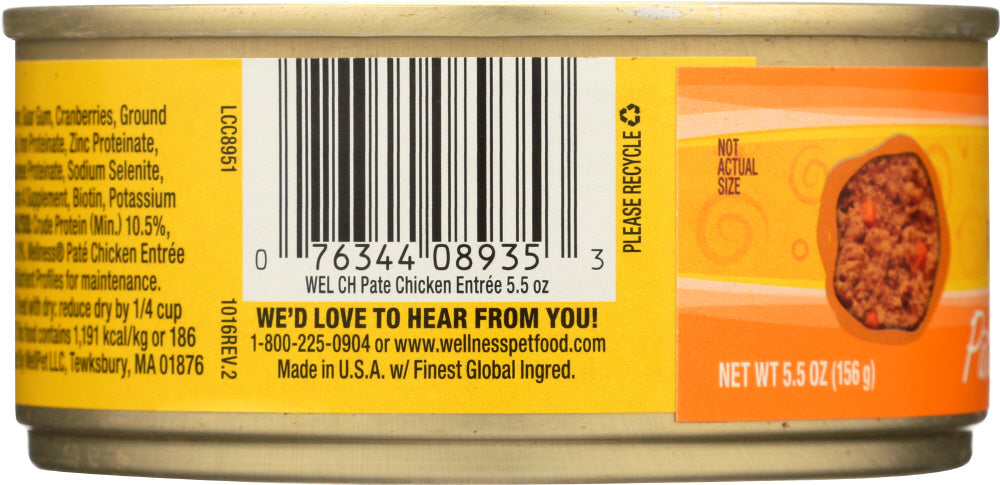 Guar Gum, Cranberries, Ground
Proteinate, Zinc Proteinate,
Proteinate, Sodium Selenite,
Supplement, Biotin, Potassium
Crude Protein (Min.) 10.5%,
Wellness® Paté Chicken Entrée
Profiles for maintenance.
with dry: reduce dry by 1/4 cup
food contains 1,191 kcal/kg or 186
WellPet LLC, Tewksbury, MA 01876
LCC8951
1016REV.2
0 76344 08935 3
WEL CH Pate Chicken Entrée 5.5 oz
WE'D LOVE TO HEAR FROM YOU!
1-800-225-0904 or www.wellnesspetfood.com
Made in U.S.A. w/ Finest Global Ingred.
PLEASE RECYCLE
NOT
ACTUAL
SIZE
NET WT 5.5 OZ (156 g)